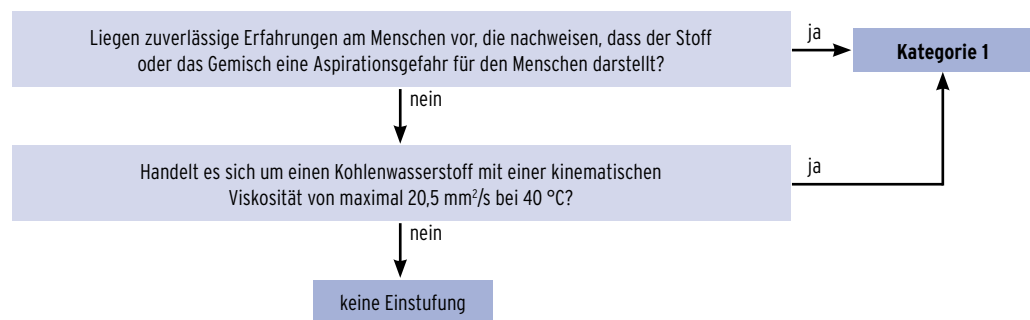 Liegen zuverlässige Erfahrungen am Menschen vor, die nachweisen, dass der Stoff
oder das Gemisch eine Aspirationsgefahr für den Menschen darstellt?
ja
Kategorie 1
nein
Handelt es sich um einen Kohlenwasserstoff mit einer kinematischen
Viskosität von maximal 20,5 mm²/s bei 40 °C?
ja
nein
keine Einstufung